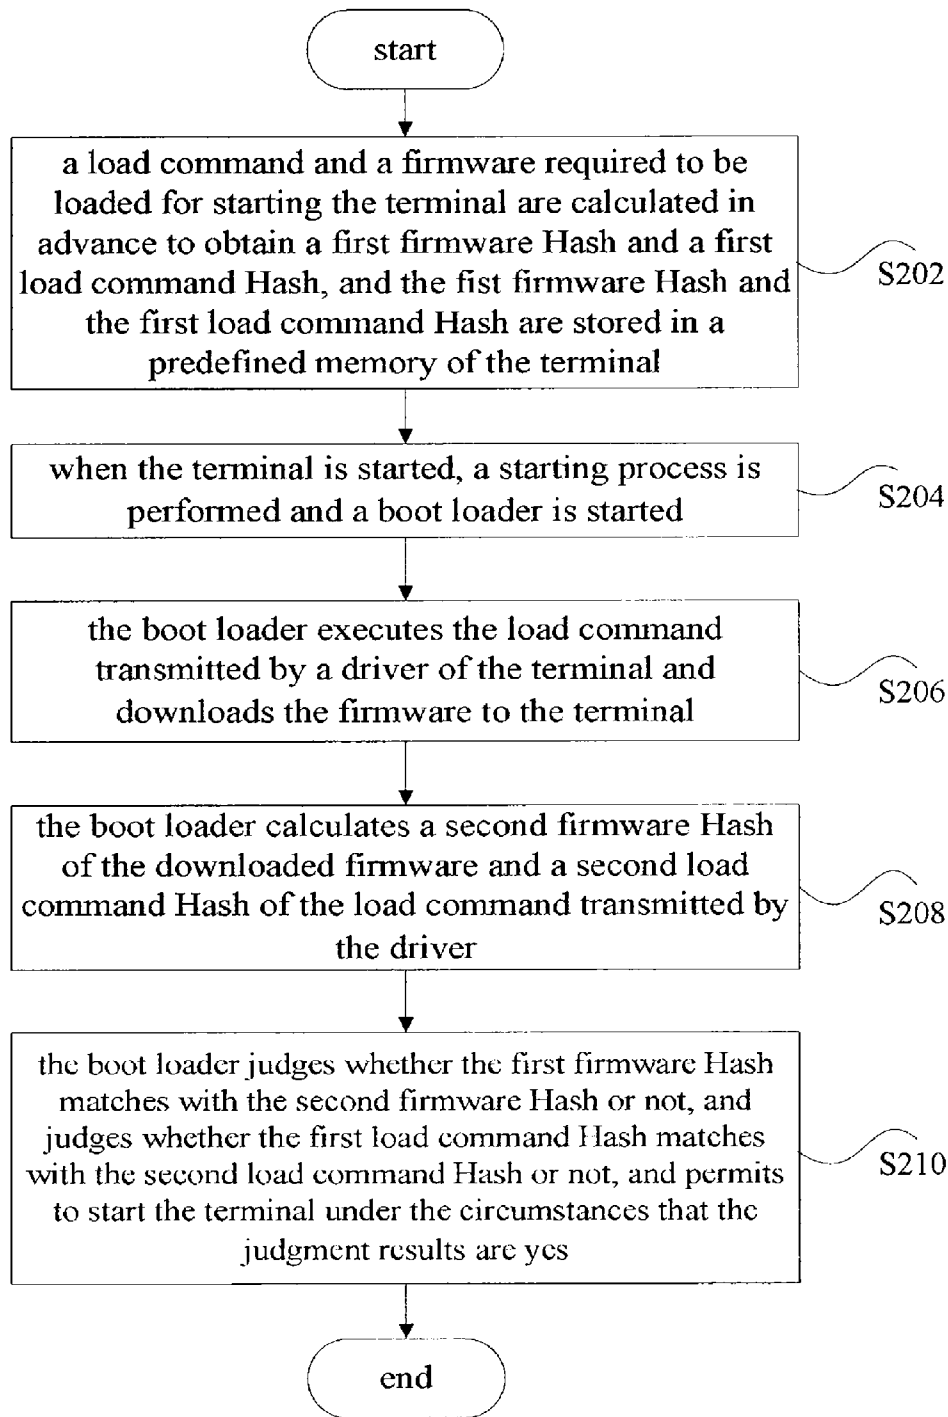 start
a load command and a firmware required to be
loaded for starting the terminal are calculated in
advance to obtain a first firmware Hash and a first
load command Hash, and the fist firmware Hash and
the first load command Hash are stored in a
predefined memory of the terminal
S202
when the terminal is started, a starting process is
performed and a boot loader is started
S204
the boot loader executes the load command
transmitted by a driver of the terminal and
downloads the firmware to the terminal
S206
the boot loader calculates a second firmware Hash
of the downloaded firmware and a second load
command Hash of the load command transmitted by
the driver
S208
the boot loader judges whether the first firmware Hash
matches with the second firmware Hash or not, and
judges whether the first load command Hash matches
with the second load command Hash or not, and permits
to start the terminal under the circumstances that the
judgment results are yes
S210
end